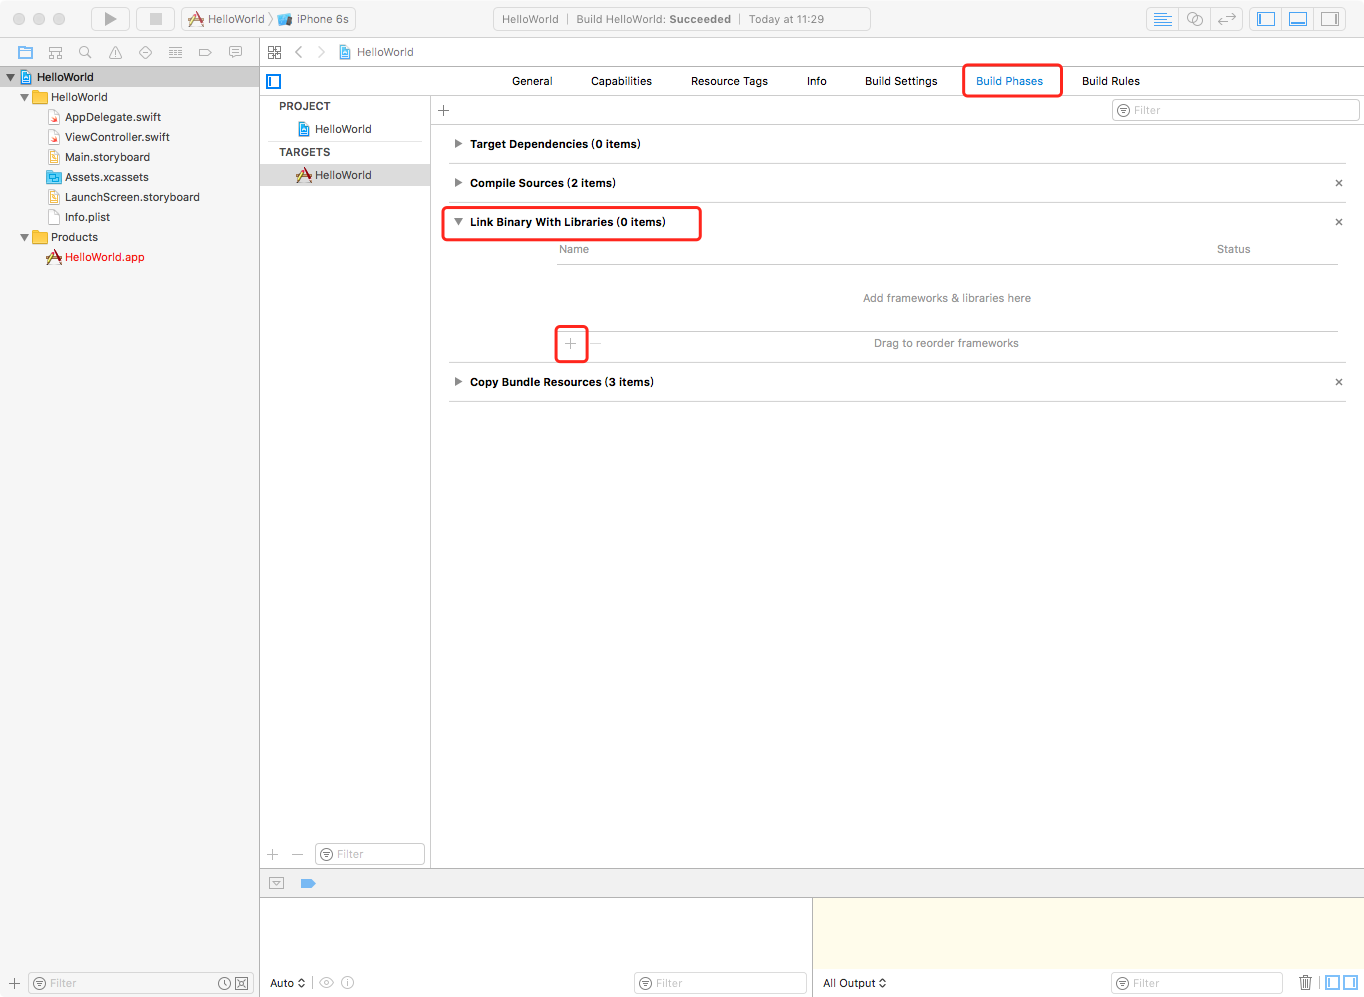 HelloWorld iPhone 6s
HelloWorld Build HelloWorld: Succeeded Today at 11:29
HelloWorld
HelloWorld
HelloWorld
AppDelegate.swift
ViewController.swift
Main.storyboard
Assets.xcassets
LaunchScreen.storyboard
Info.plist
Products
HelloWorld.app
Filter
General Capabilities Resource Tags Info Build Settings Build Phases Build Rules
PROJECT
HelloWorld
TARGETS
HelloWorld
Filter
Filter
Target Dependencies (0 items)
Compile Sources (2 items)
Link Binary With Libraries (0 items)
Name Status
Add frameworks & libraries here
Drag to reorder frameworks
Copy Bundle Resources (3 items)
Auto Filter
All Output Filter